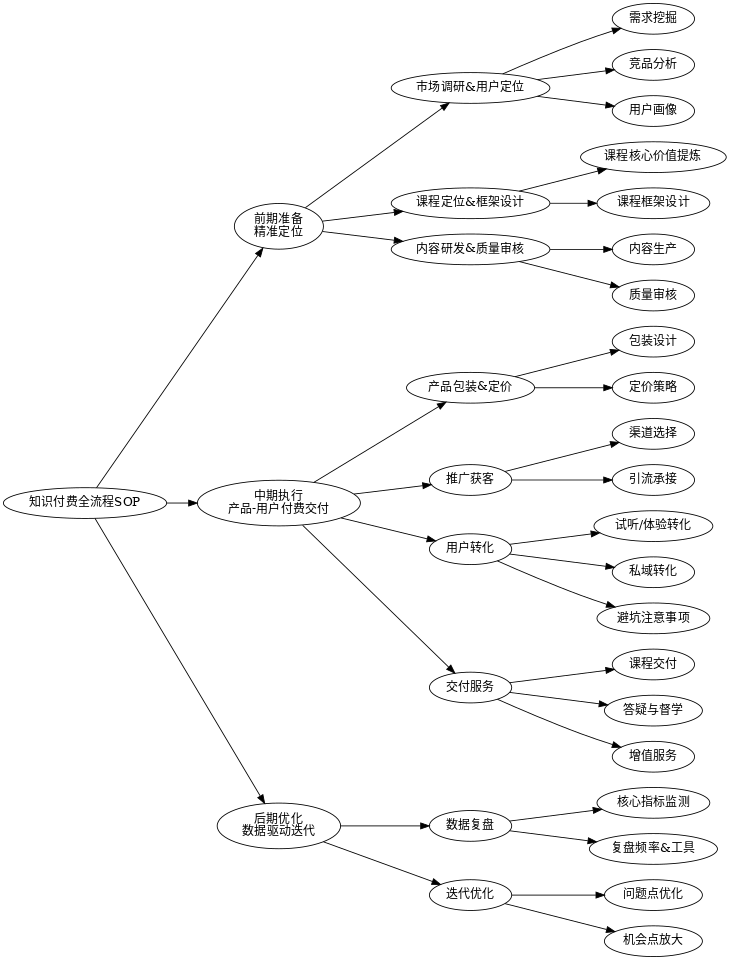 知识付费全流程SOP
前期准备
精准定位
市场调研&用户定位
需求挖掘
竞品分析
用户画像
课程定位&框架设计
课程核心价值提炼
课程框架设计
内容研发&质量审核
内容生产
质量审核
中期执行
产品-用户付费交付
产品包装&定价
包装设计
定价策略
推广获客
渠道选择
引流承接
用户转化
试听/体验转化
私域转化
避坑注意事项
交付服务
课程交付
答疑与督学
增值服务
后期优化
数据驱动迭代
数据复盘
核心指标监测
复盘频率&工具
迭代优化
问题点优化
机会点放大